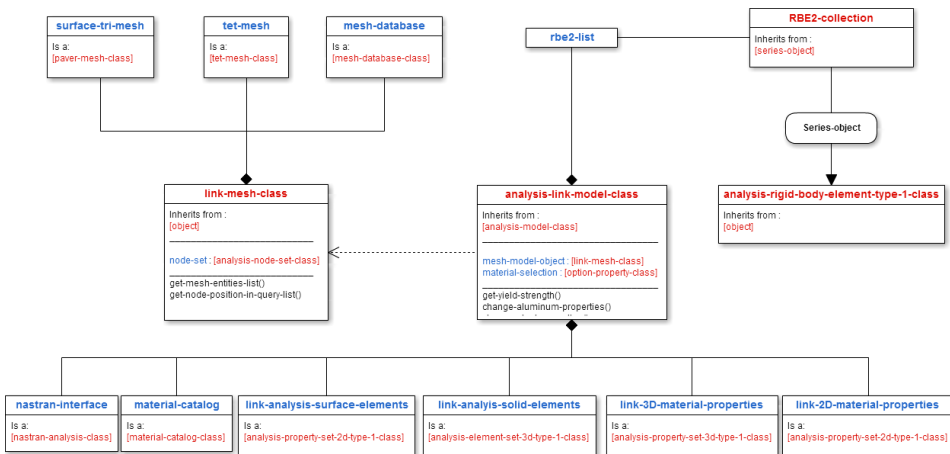 surface-tri-mesh
Is a:
[paver-mesh-class]
tet-mesh
Is a:
[tet-mesh-class]
mesh-database
Is a:
[mesh-database-class]
rbe2-list
RBE2-collection
Inherits from :
[series-object]
Series-object
link-mesh-class
Inherits from :
[object]
node-set : [analysis-node-set-class]
get-mesh-entities-list()
get-node-position-in-query-list()
analysis-link-model-class
Inherits from :
[analysis-model-class]
mesh-model-object : [link-mesh-class]
material-selection : [option-property-class]
get-yield-strength()
change-aluminum-properties()
analysis-rigid-body-element-type-1-class
Inherits from :
[object]
nastran-interface
Is a:
[nastran-analysis-class]
material-catalog
Is a:
[material-catalog-class]
link-analysis-surface-elements
Is a:
[analysis-property-set-2d-type-1-class]
link-analyis-solid-elements
Is a:
[analysis-element-set-3d-type-1-class]
link-3D-material-properties
Is a:
[analysis-property-set-3d-type-1-class]
link-2D-material-properties
Is a:
[analysis-property-set-2d-type-1-class]